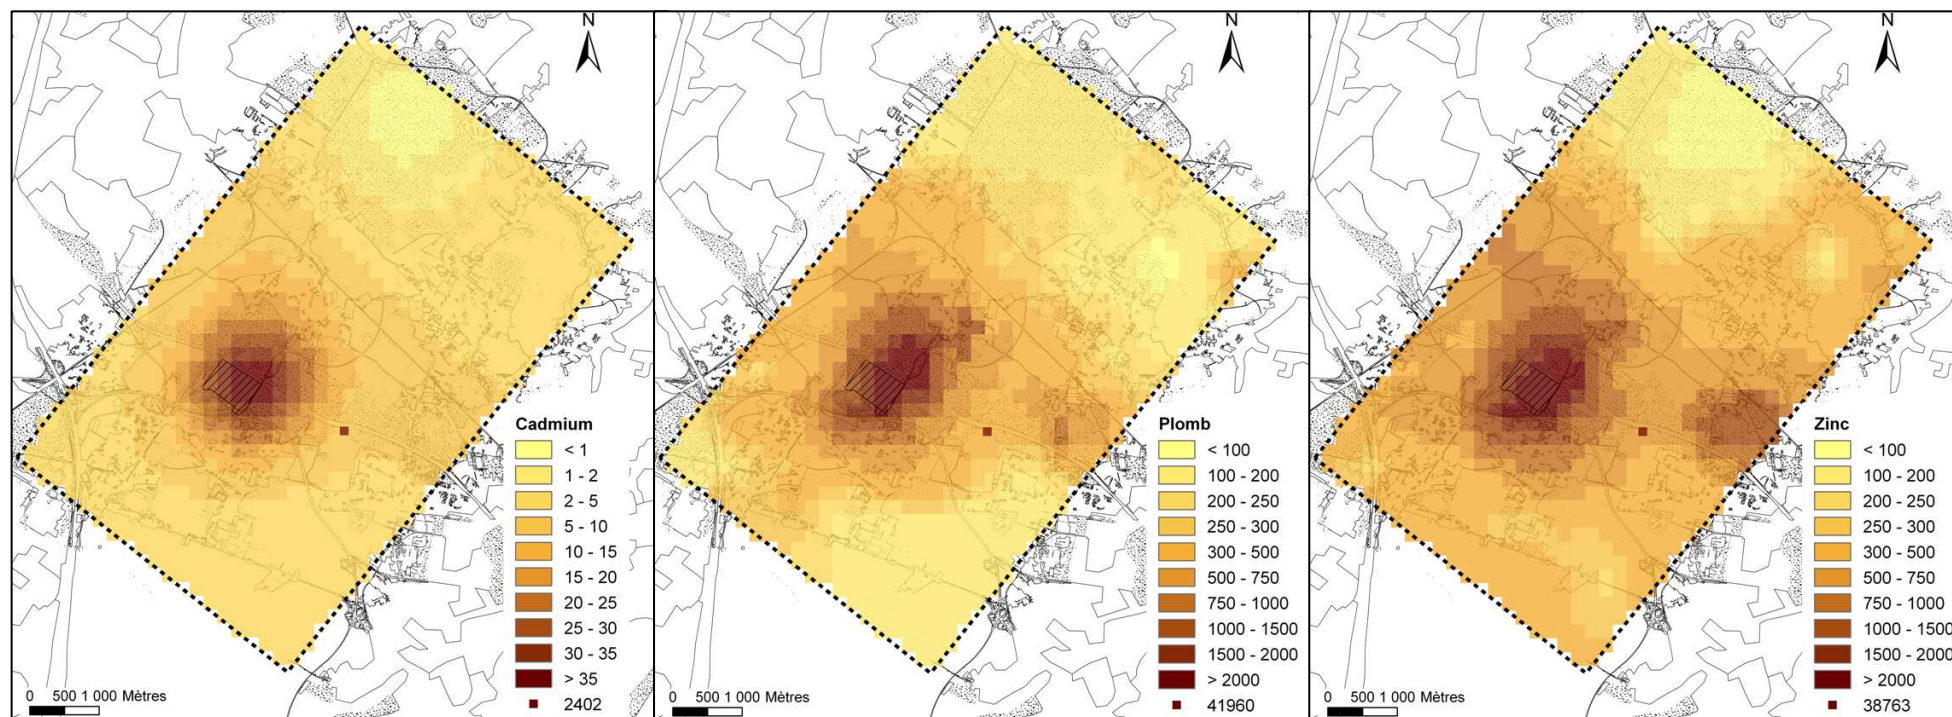 N
Cadmium
< 1
1 - 2
2 - 5
5 - 10
10 - 15
15 - 20
20 - 25
25 - 30
30 - 35
> 35
2402
0 500 1 000 Mètres
N
Plomb
< 100
100 - 200
200 - 250
250 - 300
300 - 500
500 - 750
750 - 1000
1000 - 1500
1500 - 2000
> 2000
41960
0 500 1 000 Mètres
N
Zinc
< 100
100 - 200
200 - 250
250 - 300
300 - 500
500 - 750
750 - 1000
1000 - 1500
1500 - 2000
> 2000
38763
0 500 1 000 Mètres